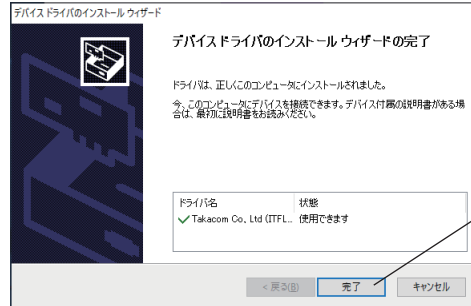 デバイス ドライバのインストール ウィザード
デバイス ドライバのインストール ウィザードの完了
ドライバは、正しくこのコンピュータにインストールされました。
今、このコンピュータにデバイスを接続できます。デバイス付属の説明書がある場
合は、最初に説明書をお読みください。
ドライバ名 状態
Takacom Co. Ltd (ITFL... 使用できます
< 戻る(B) 完了 キャンセル